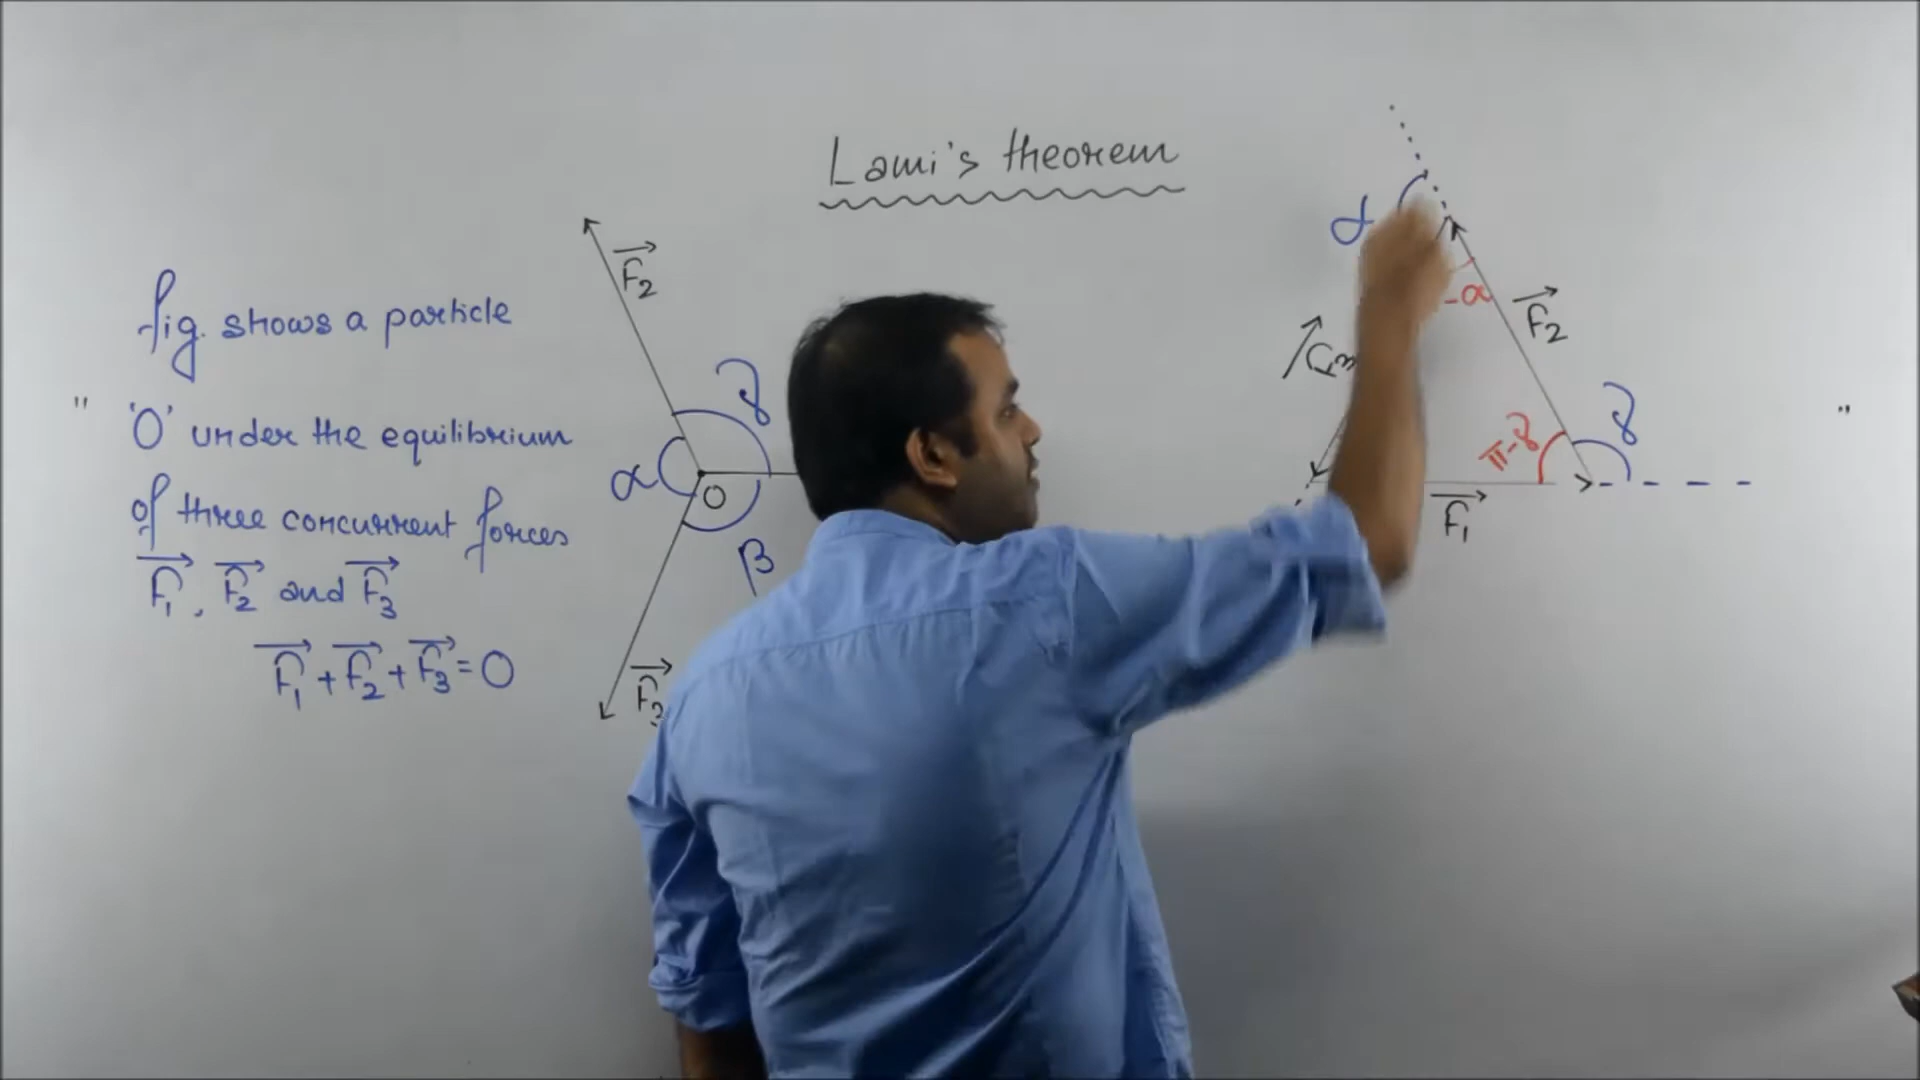 Lami's theorem
fig. shows a particle
'O' under the equilibrium
of three concurrent forces
F₁, F₂ and F₃
F₁ + F₂ + F₃ = O
F₂
γ
α
O
β
F₃
α
-α
F₂
F₃
π-γ
γ
F₁